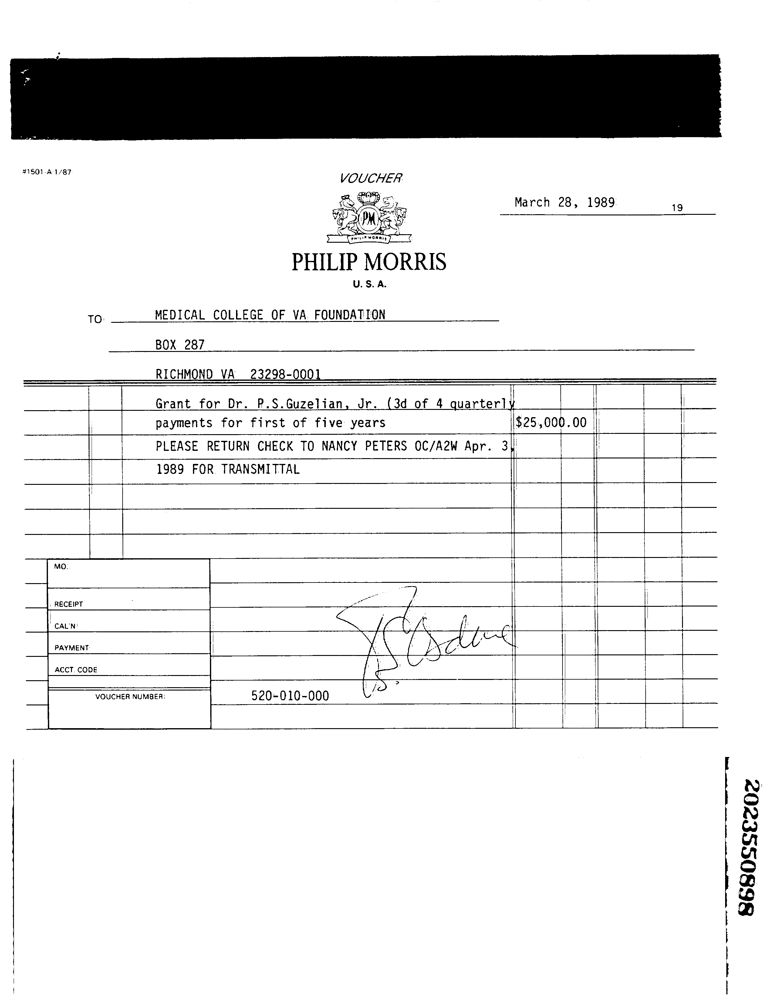 #1501-A 1/87
VOUCHER
March 28, 1989 19
PM
PHILIP MORRIS
PHILIP MORRIS
U.S.A.
TO MEDICAL COLLEGE OF VA FOUNDATION
BOX 287
RICHMOND VA 23298-0001
Grant for Dr. P.S.Guzelian, Jr. (3d of 4 quarterly
payments for first of five years $25,000.00
PLEASE RETURN CHECK TO NANCY PETERS OC/A2W Apr. 3,
1989 FOR TRANSMITTAL
MO.
RECEIPT
CAL'N
PAYMENT
ACCT. CODE
VOUCHER NUMBER: 520-010-000
2023550898